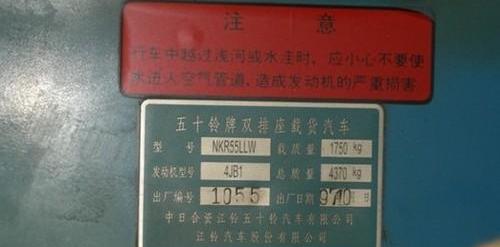 注意
行车中越过浅河或水洼时，应小心不要使
水进入空气管道，造成发动机的严重损害
五十铃牌双排座载货汽车
型号 NKR55LLW 载质量 1750 kg
发动机型号 4JB1 总质量 4370 kg
出厂编号 1055 出厂日期 9710
中日合资江铃五十铃汽车有限公司
江铃汽车股份有限公司